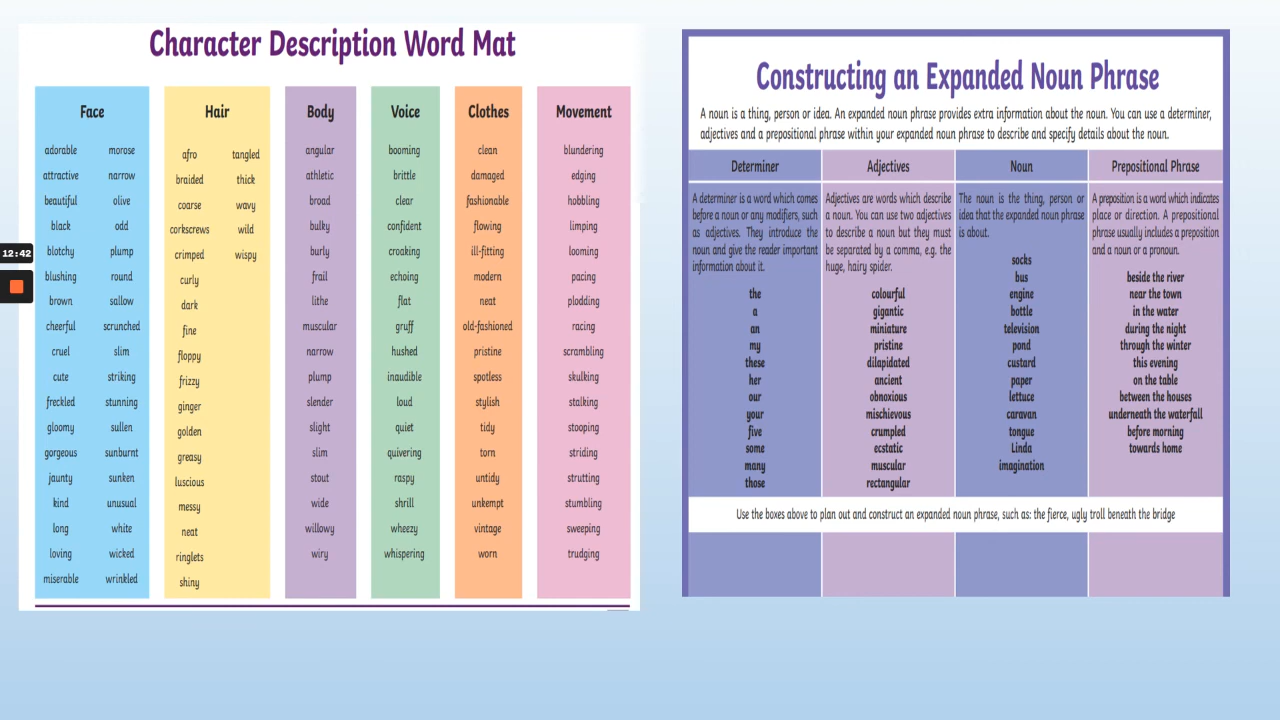 Character Description Word Mat
Face
adorable morose
attractive narrow
beautiful olive
black odd
blotchy plump
blushing round
brown sallow
cheerful scrunched
cruel slim
cute striking
freckled stunning
gloomy sullen
gorgeous sunburnt
jaunty sunken
kind unusual
long white
loving wicked
miserable wrinkled
Hair
afro tangled
braided thick
coarse wavy
corkscrews wild
crimped wispy
curly
dark
fine
floppy
frizzy
ginger
golden
greasy
luscious
messy
neat
ringlets
shiny
Body
angular
athletic
broad
bulky
burly
frail
lithe
muscular
narrow
plump
slender
slight
slim
stout
wide
willowy
wiry
Voice
booming
brittle
clear
confident
croaking
echoing
flat
gruff
hushed
inaudible
loud
quiet
quivering
raspy
shrill
wheezy
whispering
Clothes
clean
damaged
fashionable
flowing
ill-fitting
modern
neat
old-fashioned
pristine
spotless
stylish
tidy
torn
untidy
unkempt
vintage
worn
Movement
blundering
edging
hobbling
limping
looming
pacing
plodding
racing
scrambling
skulking
stalking
stooping
striding
strutting
stumbling
sweeping
trudging
12:42
Constructing an Expanded Noun Phrase
A noun is a thing, person or idea. An expanded noun phrase provides extra information about the noun. You can use a determiner,
adjectives and a prepositional phrase within your expanded noun phrase to describe and specify details about the noun.
Determiner
A determiner is a word which comes
before a noun or any modifiers, such
as adjectives. They introduce the
noun and give the reader important
information about it.
the
a
an
my
these
her
our
your
five
some
many
those
Adjectives
Adjectives are words which describe
a noun. You can use two adjectives
to describe a noun but they must
be separated by a comma, e.g. the
huge, hairy spider.
colourful
gigantic
miniature
pristine
dilapidated
ancient
obnoxious
mischievous
crumpled
ecstatic
muscular
rectangular
Noun
The noun is the thing, person or
idea that the expanded noun phrase
is about.
socks
bus
engine
bottle
television
pond
custard
paper
lettuce
caravan
tongue
Linda
imagination
Prepositional Phrase
A preposition is a word which indicates
place or direction. A prepositional
phrase usually includes a preposition
and a noun or a pronoun.
beside the river
near the town
in the water
during the night
through the winter
this evening
on the table
between the houses
underneath the waterfall
before morning
towards home
Use the boxes above to plan out and construct an expanded noun phrase, such as: the fierce, ugly troll beneath the bridge